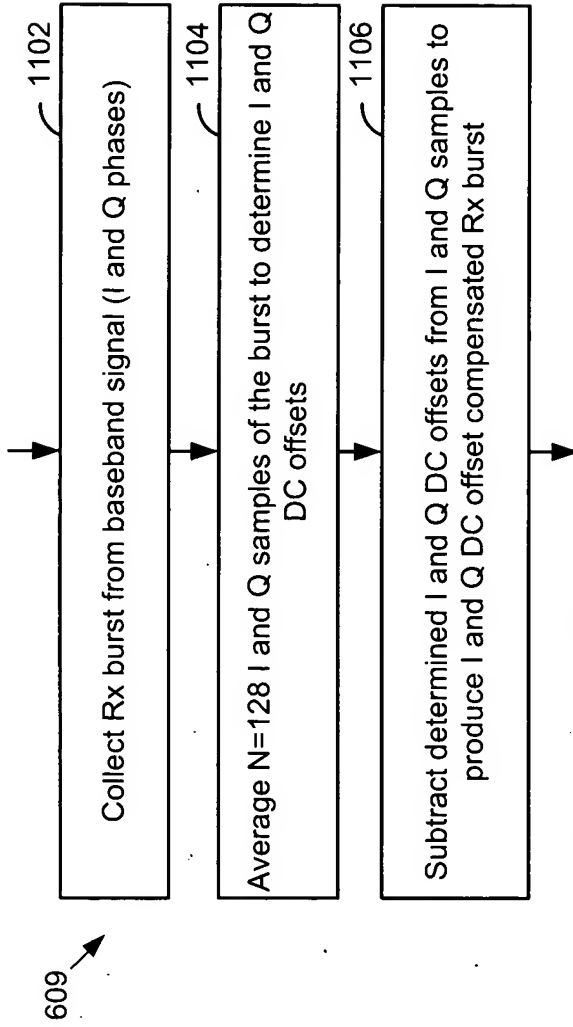 609
1102
Collect Rx burst from baseband signal (I and Q phases)
1104
Average N=128 I and Q samples of the burst to determine I and Q
DC offsets
1106
Subtract determined I and Q DC offsets from I and Q samples to
produce I and Q DC offset compensated Rx burst